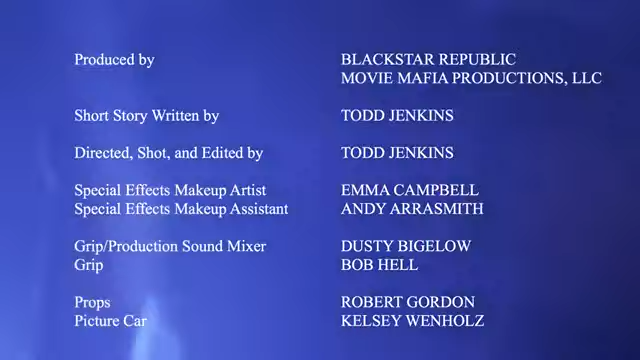 Produced by BLACKSTAR REPUBLIC
MOVIE MAFIA PRODUCTIONS, LLC
Short Story Written by TODD JENKINS
Directed, Shot, and Edited by TODD JENKINS
Special Effects Makeup Artist EMMA CAMPBELL
Special Effects Makeup Assistant ANDY ARRASMITH
Grip/Production Sound Mixer DUSTY BIGELOW
Grip BOB HELL
Props ROBERT GORDON
Picture Car KELSEY WENHOLZ